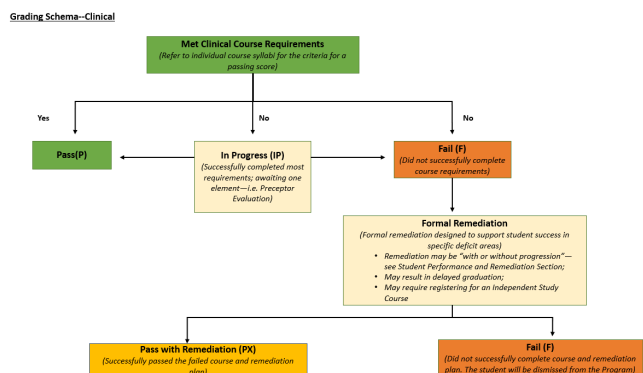 Grading Schema--Clinical
Met Clinical Course Requirements
(Refer to individual course syllabi for the criteria for a
passing score)
Yes
No
No
Pass(P)
In Progress (IP)
(Successfully completed most
requirements; awaiting one
element—i.e. Preceptor
Evaluation)
Fail (F)
(Did not successfully complete
course requirements)
Formal Remediation
(Formal remediation designed to support student success in
specific deficit areas)
• Remediation may be “with or without progression”—
see Student Performance and Remediation Section;
• May result in delayed graduation;
• May require registering for an Independent Study
Course
Pass with Remediation (PX)
(Successfully passed the failed course and remediation
plan)
Fail (F)
(Did not successfully complete course and remediation
plan. The student will be dismissed from the Program)